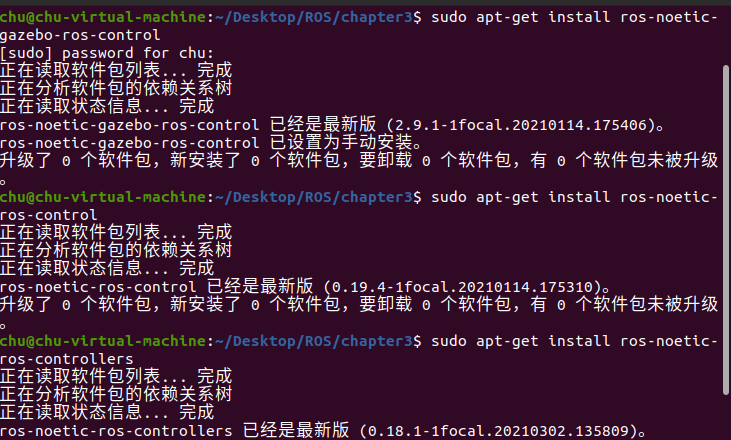 chu@chu-virtual-machine:~/Desktop/ROS/chapter3$ sudo apt-get install ros-noetic-
gazebo-ros-control
[sudo] password for chu:
正在读取软件包列表... 完成
正在分析软件包的依赖关系树
正在读取状态信息... 完成
ros-noetic-gazebo-ros-control 已经是最新版 (2.9.1-1focal.20210114.175406)。
ros-noetic-gazebo-ros-control 已设置为手动安装。
升级了 0 个软件包，新安装了 0 个软件包，要卸载 0 个软件包，有 0 个软件包未被升级
。
chu@chu-virtual-machine:~/Desktop/ROS/chapter3$ sudo apt-get install ros-noetic-
ros-control
正在读取软件包列表... 完成
正在分析软件包的依赖关系树
正在读取状态信息... 完成
ros-noetic-ros-control 已经是最新版 (0.19.4-1focal.20210114.175310)。
升级了 0 个软件包，新安装了 0 个软件包，要卸载 0 个软件包，有 0 个软件包未被升级
。
chu@chu-virtual-machine:~/Desktop/ROS/chapter3$ sudo apt-get install ros-noetic-
ros-controllers
正在读取软件包列表... 完成
正在分析软件包的依赖关系树
正在读取状态信息... 完成
ros-noetic-ros-controllers 已经是最新版 (0.18.1-1focal.20210302.135809)。